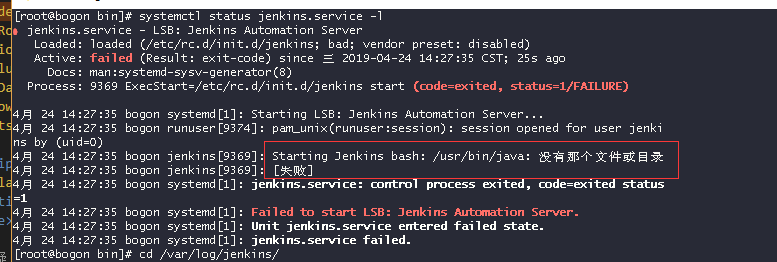 [root@bogon bin]# systemctl status jenkins.service -l
● jenkins.service - LSB: Jenkins Automation Server
Loaded: loaded (/etc/rc.d/init.d/jenkins; bad; vendor preset: disabled)
Active: failed (Result: exit-code) since 三 2019-04-24 14:27:35 CST; 25s ago
Docs: man:systemd-sysv-generator(8)
Process: 9369 ExecStart=/etc/rc.d/init.d/jenkins start (code=exited, status=1/FAILURE)
4月 24 14:27:35 bogon systemd[1]: Starting LSB: Jenkins Automation Server...
4月 24 14:27:35 bogon runuser[9374]: pam_unix(runuser:session): session opened for user jenki
ns by (uid=0)
4月 24 14:27:35 bogon jenkins[9369]: Starting Jenkins bash: /usr/bin/java: 没有那个文件或目录
4月 24 14:27:35 bogon jenkins[9369]: [失败]
4月 24 14:27:35 bogon systemd[1]: jenkins.service: control process exited, code=exited status
=1
4月 24 14:27:35 bogon systemd[1]: Failed to start LSB: Jenkins Automation Server.
4月 24 14:27:35 bogon systemd[1]: Unit jenkins.service entered failed state.
4月 24 14:27:35 bogon systemd[1]: jenkins.service failed.
[root@bogon bin]# cd /var/log/jenkins/